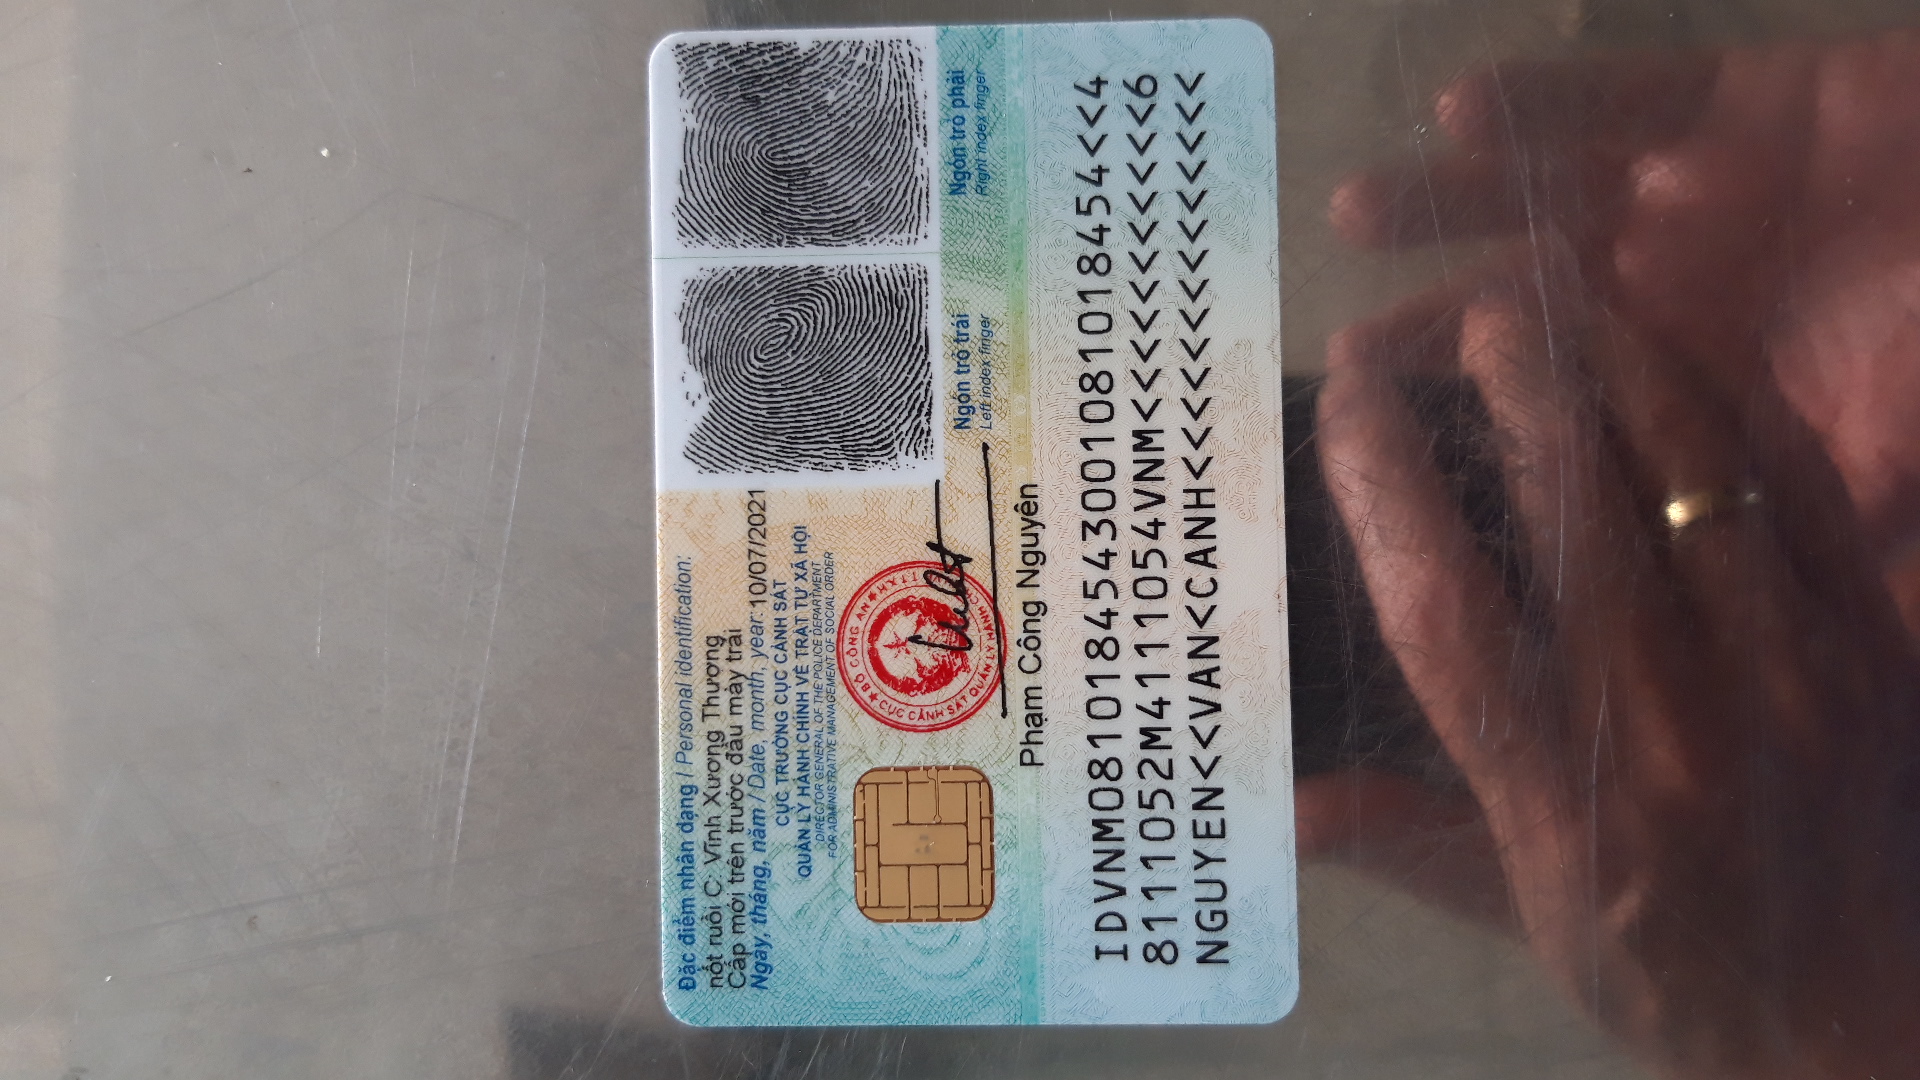 Đặc điểm nhân dạng / Personal identification:
nốt ruồi C: Vĩnh Xương Thương
Cấp mới trên trước đầu mày trái
Ngày, tháng, năm / Date, month, year: 10/07/2021
CỤC TRƯỞNG CỤC CẢNH SÁT
QUẢN LÝ HÀNH CHÍNH VỀ TRẬT TỰ XÃ HỘI
DIRECTOR GENERAL OF THE POLICE DEPARTMENT
FOR ADMINISTRATIVE MANAGEMENT OF SOCIAL ORDER
BỘ CÔNG AN
CỤC CẢNH SÁT QUẢN LÝ HÀNH
Ngón trỏ trái
Left index finger
Ngón trỏ phải
Right index finger
Phạm Công Nguyên
IDVNM0810184543001081018454<<4
8111052M4111054VNM<<<<<<<<<<<6
NGUYEN<<VAN<CANH<<<<<<<<<<<<<<